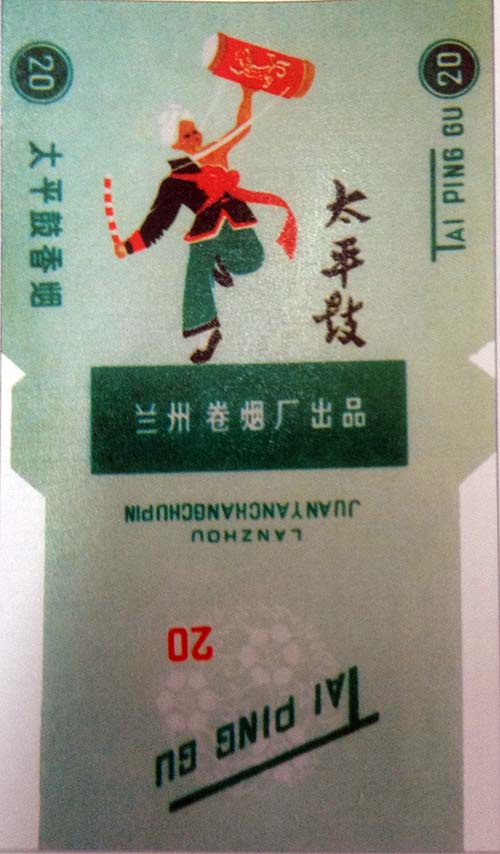 20
太平鼓香烟
太平鼓
20
TAI PING GU
兰州卷烟厂出品
LANZHOU
JUANYANCHANGCHUPIN
20
TAI PING GU